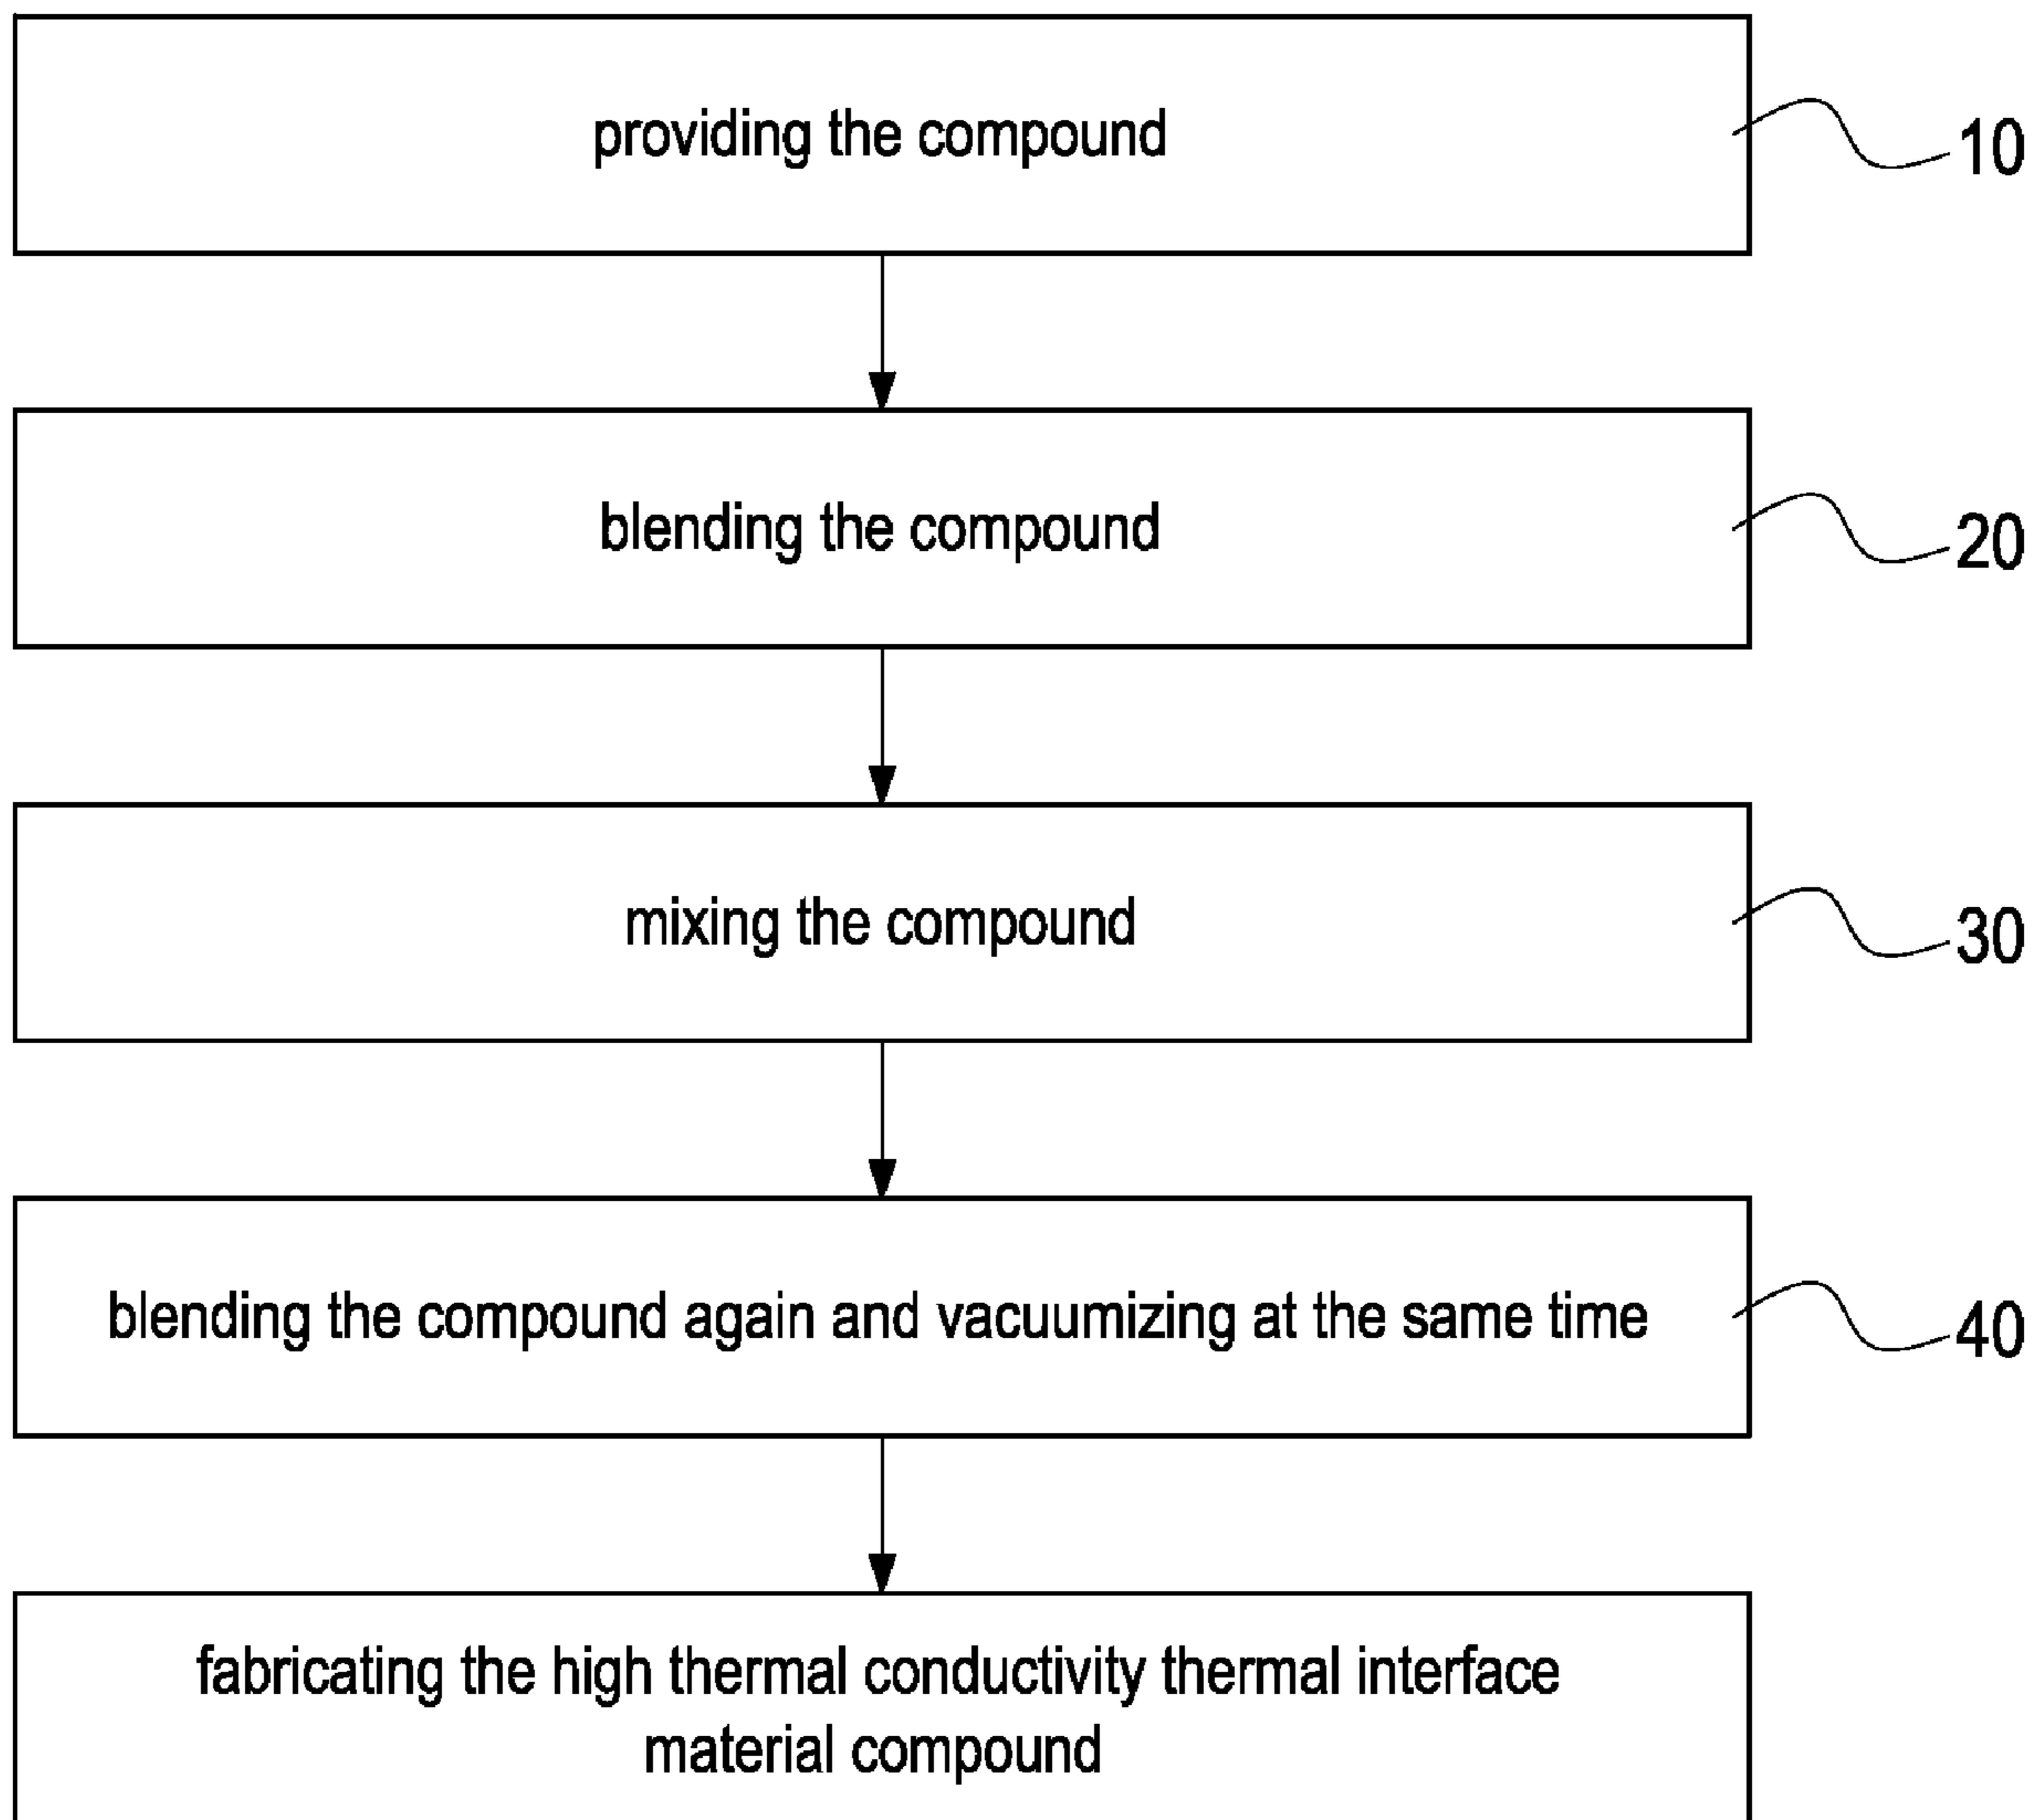 providing the compound
10
blending the compound
20
mixing the compound
30
blending the compound again and vacuumizing at the same time
40
fabricating the high thermal conductivity thermal interface
material compound